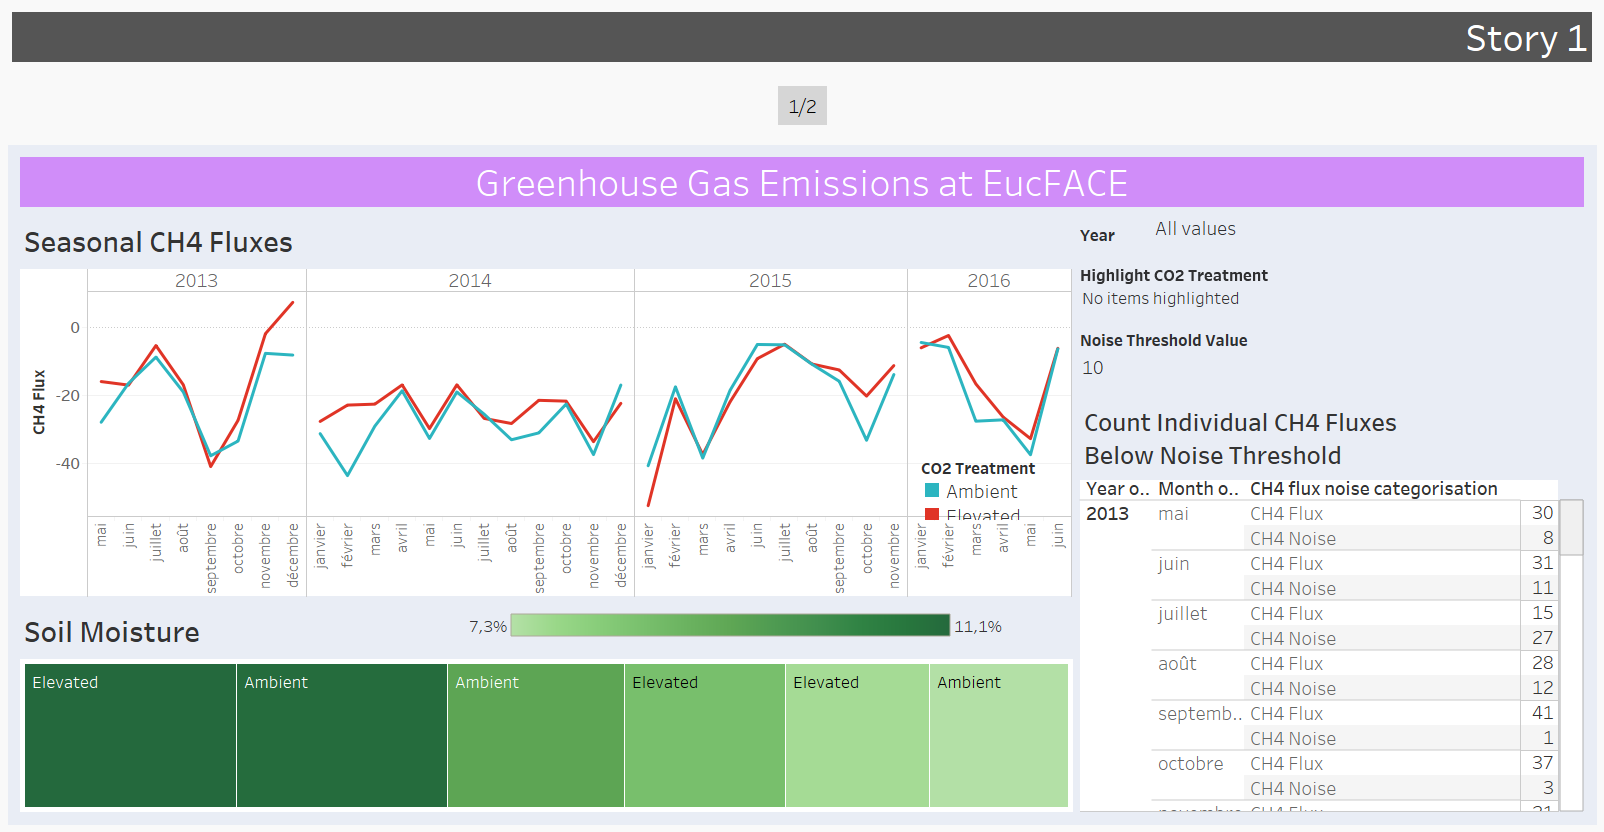 Story 1
1/2
Greenhouse Gas Emissions at EucFACE
Seasonal CH4 Fluxes
2013
2014
2015
2016
CH4 Flux
0
-20
-40
CO2 Treatment
Ambient
Elevated
mai
juin
juillet
août
septembre
octobre
novembre
décembre
janvier
février
mars
avril
mai
juin
juillet
août
septembre
octobre
novembre
décembre
janvier
février
mars
avril
juin
juillet
août
septembre
octobre
novembre
janvier
février
mars
avril
mai
juin
Soil Moisture
7,3%
11,1%
Elevated
Ambient
Ambient
Elevated
Elevated
Ambient
Year
All values
Highlight CO2 Treatment
No items highlighted
Noise Threshold Value
10
Count Individual CH4 Fluxes
Below Noise Threshold
Year o.. Month o.. CH4 flux noise categorisation
2013 mai CH4 Flux 30
CH4 Noise 8
juin CH4 Flux 31
CH4 Noise 11
juillet CH4 Flux 15
CH4 Noise 27
août CH4 Flux 28
CH4 Noise 12
septemb.. CH4 Flux 41
CH4 Noise 1
octobre CH4 Flux 37
CH4 Noise 3
novembre CH4 Flux